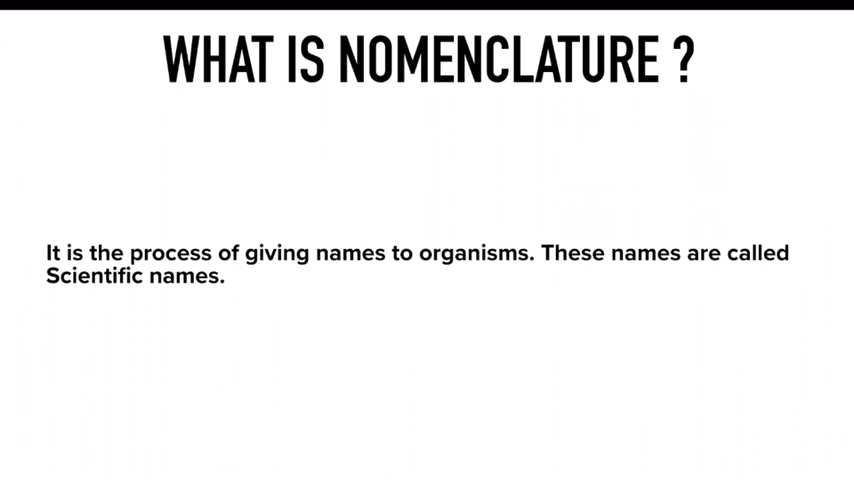 WHAT IS NOMENCLATURE ?
It is the process of giving names to organisms. These names are called
Scientific names.